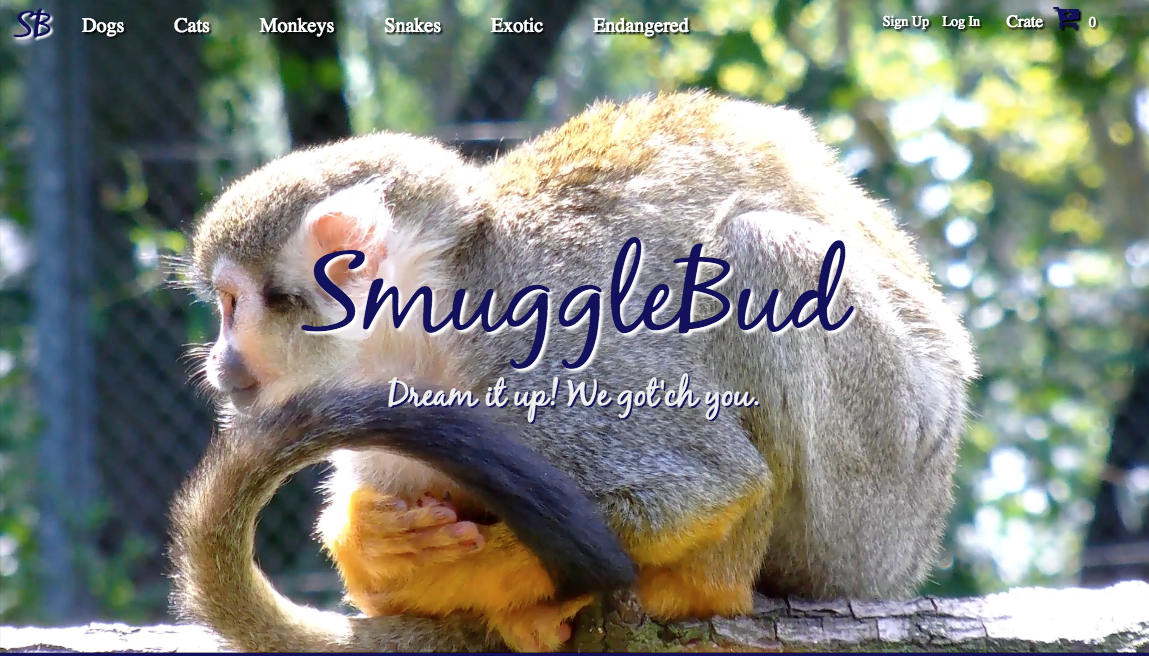 SB Dogs Cats Monkeys Snakes Exotic Endangered Sign Up Log In Crate 0
SmuggleBud
Dream it up! We got'ch you.